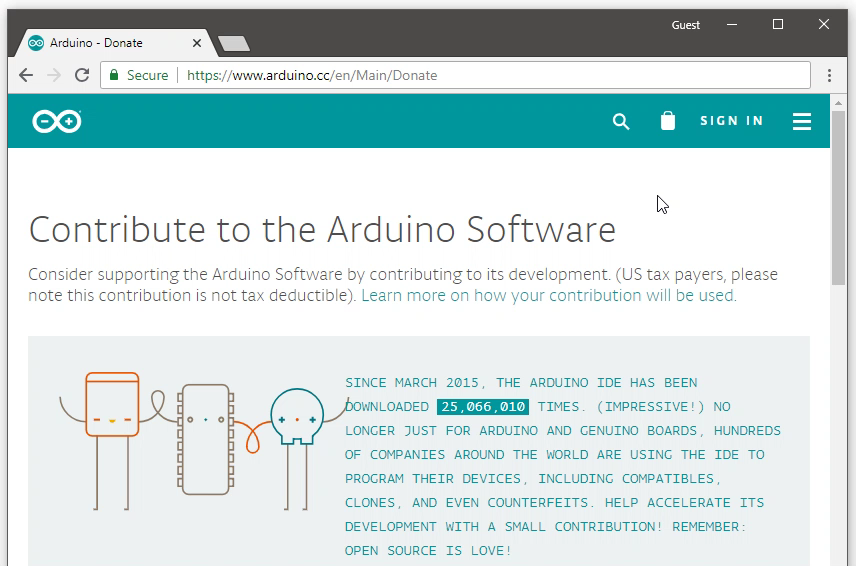 Guest
Arduino - Donate
Secure https://www.arduino.cc/en/Main/Donate
SIGN IN
Contribute to the Arduino Software
Consider supporting the Arduino Software by contributing to its development. (US tax payers, please
note this contribution is not tax deductible). Learn more on how your contribution will be used.
SINCE MARCH 2015, THE ARDUINO IDE HAS BEEN
DOWNLOADED 25,066,010 TIMES. (IMPRESSIVE!) NO
LONGER JUST FOR ARDUINO AND GENUINO BOARDS, HUNDREDS
OF COMPANIES AROUND THE WORLD ARE USING THE IDE TO
PROGRAM THEIR DEVICES, INCLUDING COMPATIBLES,
CLONES, AND EVEN COUNTERFEITS. HELP ACCELERATE ITS
DEVELOPMENT WITH A SMALL CONTRIBUTION! REMEMBER:
OPEN SOURCE IS LOVE!